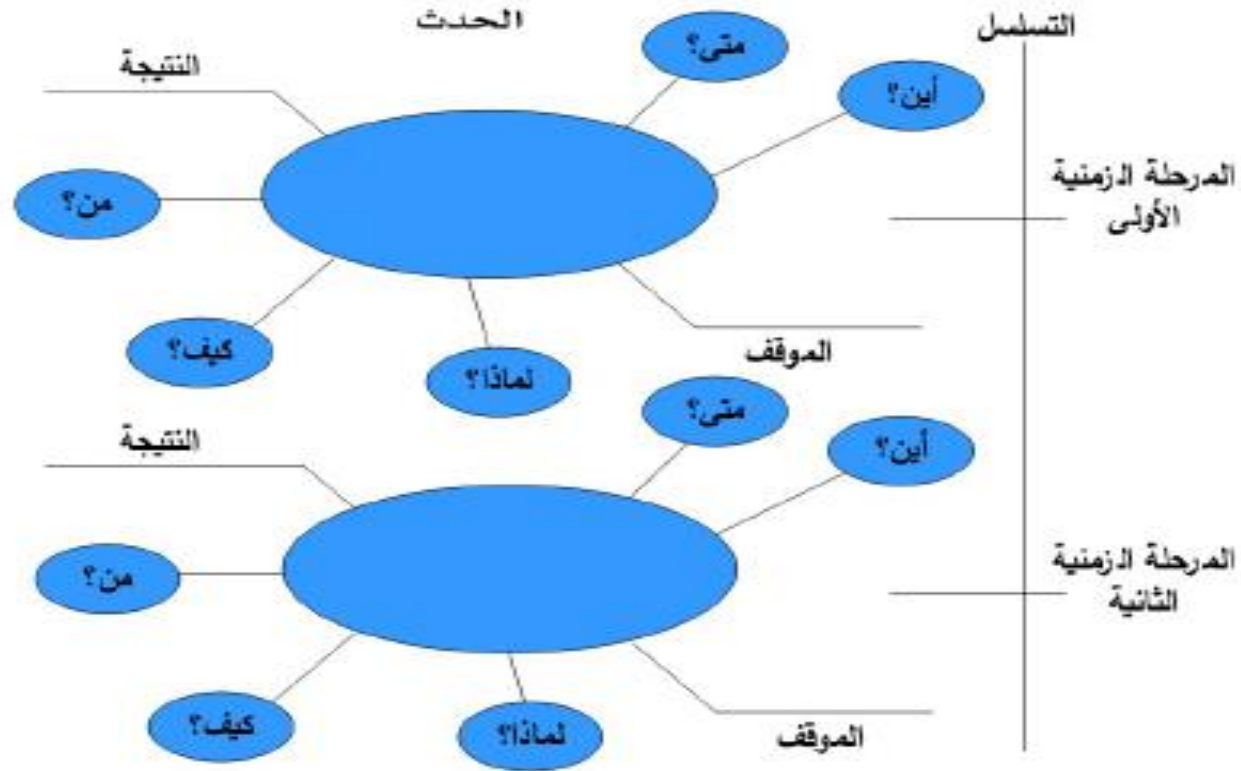 الحدث
التسلسل
متى؟
أين؟
النتيجة
المرحلة الزمنية
الأولى
من؟
كيف؟
لماذا؟
الموقف
متى؟
أين؟
النتيجة
المرحلة الزمنية
الثانية
من؟
كيف؟
لماذا؟
الموقف